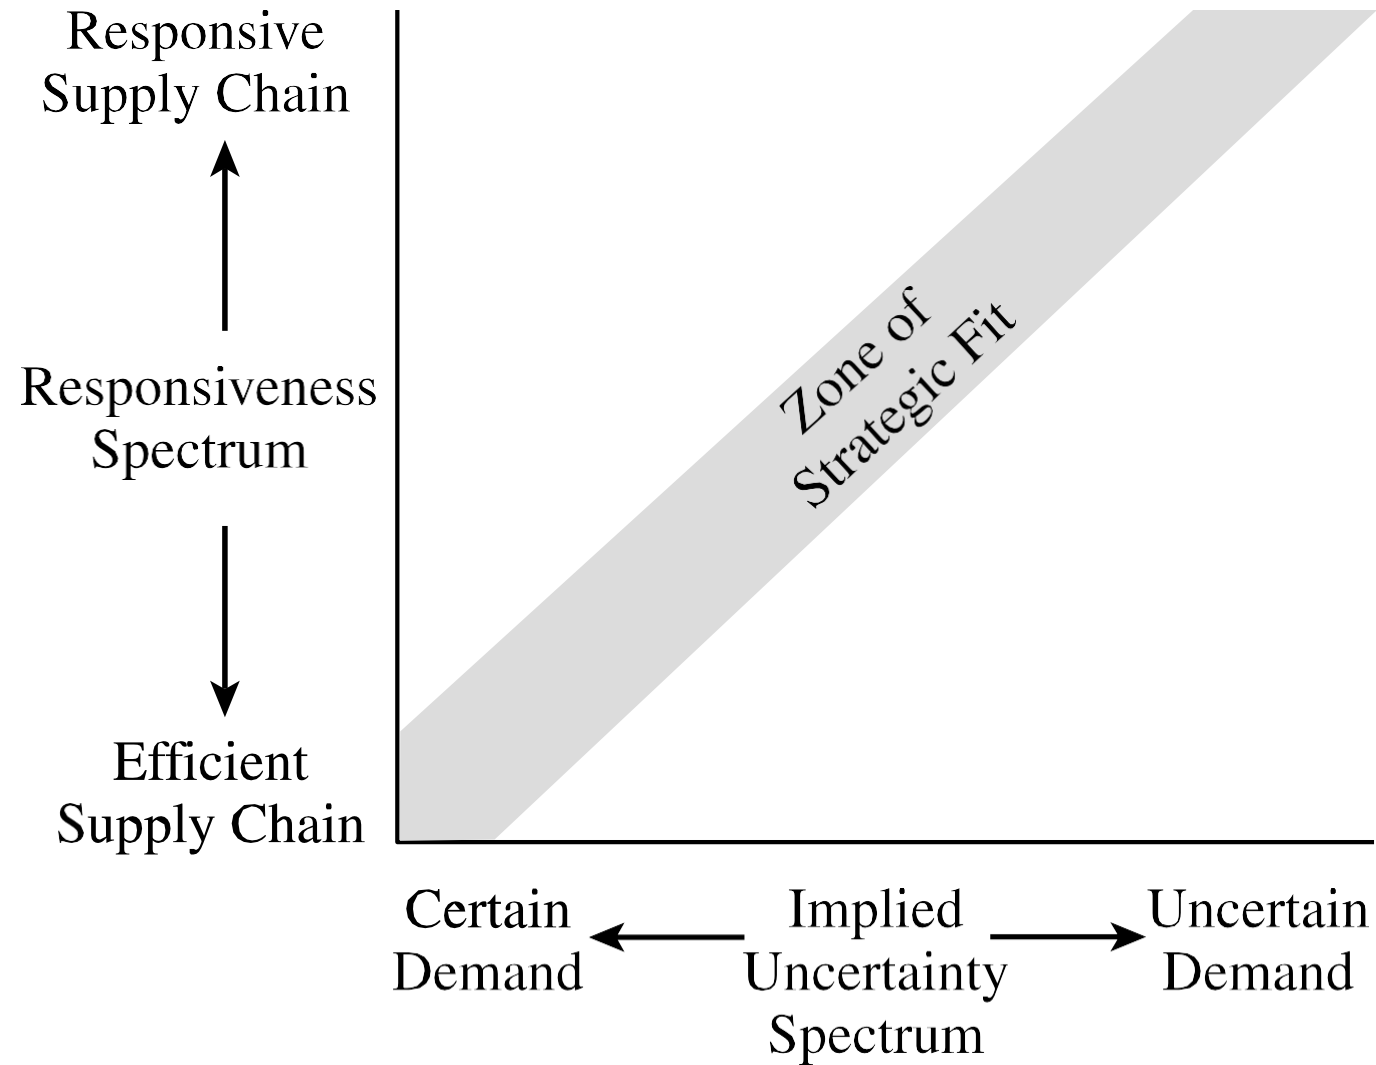 Responsive
Supply Chain
Responsiveness
Spectrum
Efficient
Supply Chain
Zone of
Strategic Fit
Certain
Demand
Implied
Uncertainty
Spectrum
Uncertain
Demand